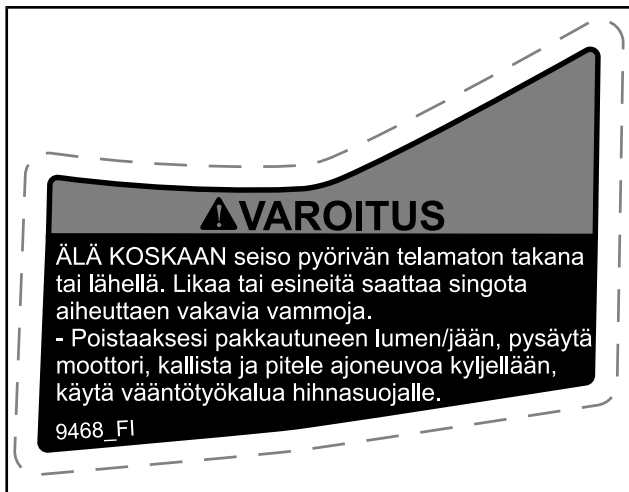 VAROITUS
ÄLÄ KOSKAAN seiso pyörivän telamaton takana
tai lähellä. Likaa tai esineitä saattaa singota
aiheuttaen vakavia vammoja.
- Poistaaksesi pakkautuneen lumen/jään, pysäytä
moottori, kallista ja pitele ajoneuvoa kyljellään,
käytä vääntötyökalua hihnasuojalle.
9468_FI